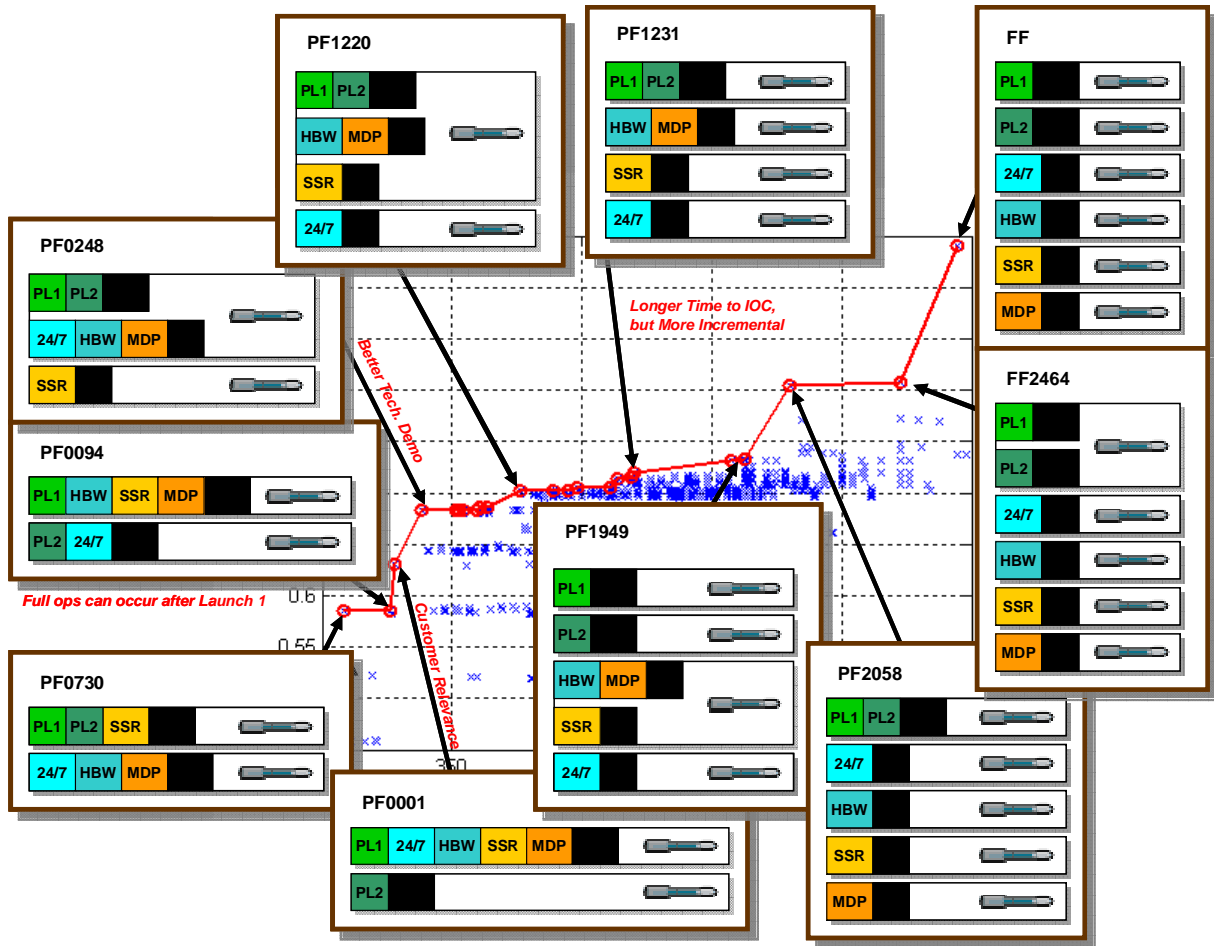 PF1220
PL1 PL2
HBW MDP
SSR
24/7
PF1231
PL1 PL2
HBW MDP
SSR
24/7
FF
PL1
PL2
24/7
HBW
SSR
MDP
PF0248
PL1 PL2
24/7 HBW MDP
SSR
Better Tech. Demo
Longer Time to IOC,
but More Incremental
FF2464
PL1
PL2
24/7
HBW
SSR
MDP
PF0094
PL1 HBW SSR MDP
PL2 24/7
Full ops can occur after Launch 1
0.6
0.55
Customer Relevance
350
PF1949
PL1
PL2
HBW MDP
SSR
24/7
PF0730
PL1 PL2 SSR
24/7 HBW MDP
PF2058
PL1 PL2
24/7
HBW
SSR
MDP
PF0001
PL1 24/7 HBW SSR MDP
PL2